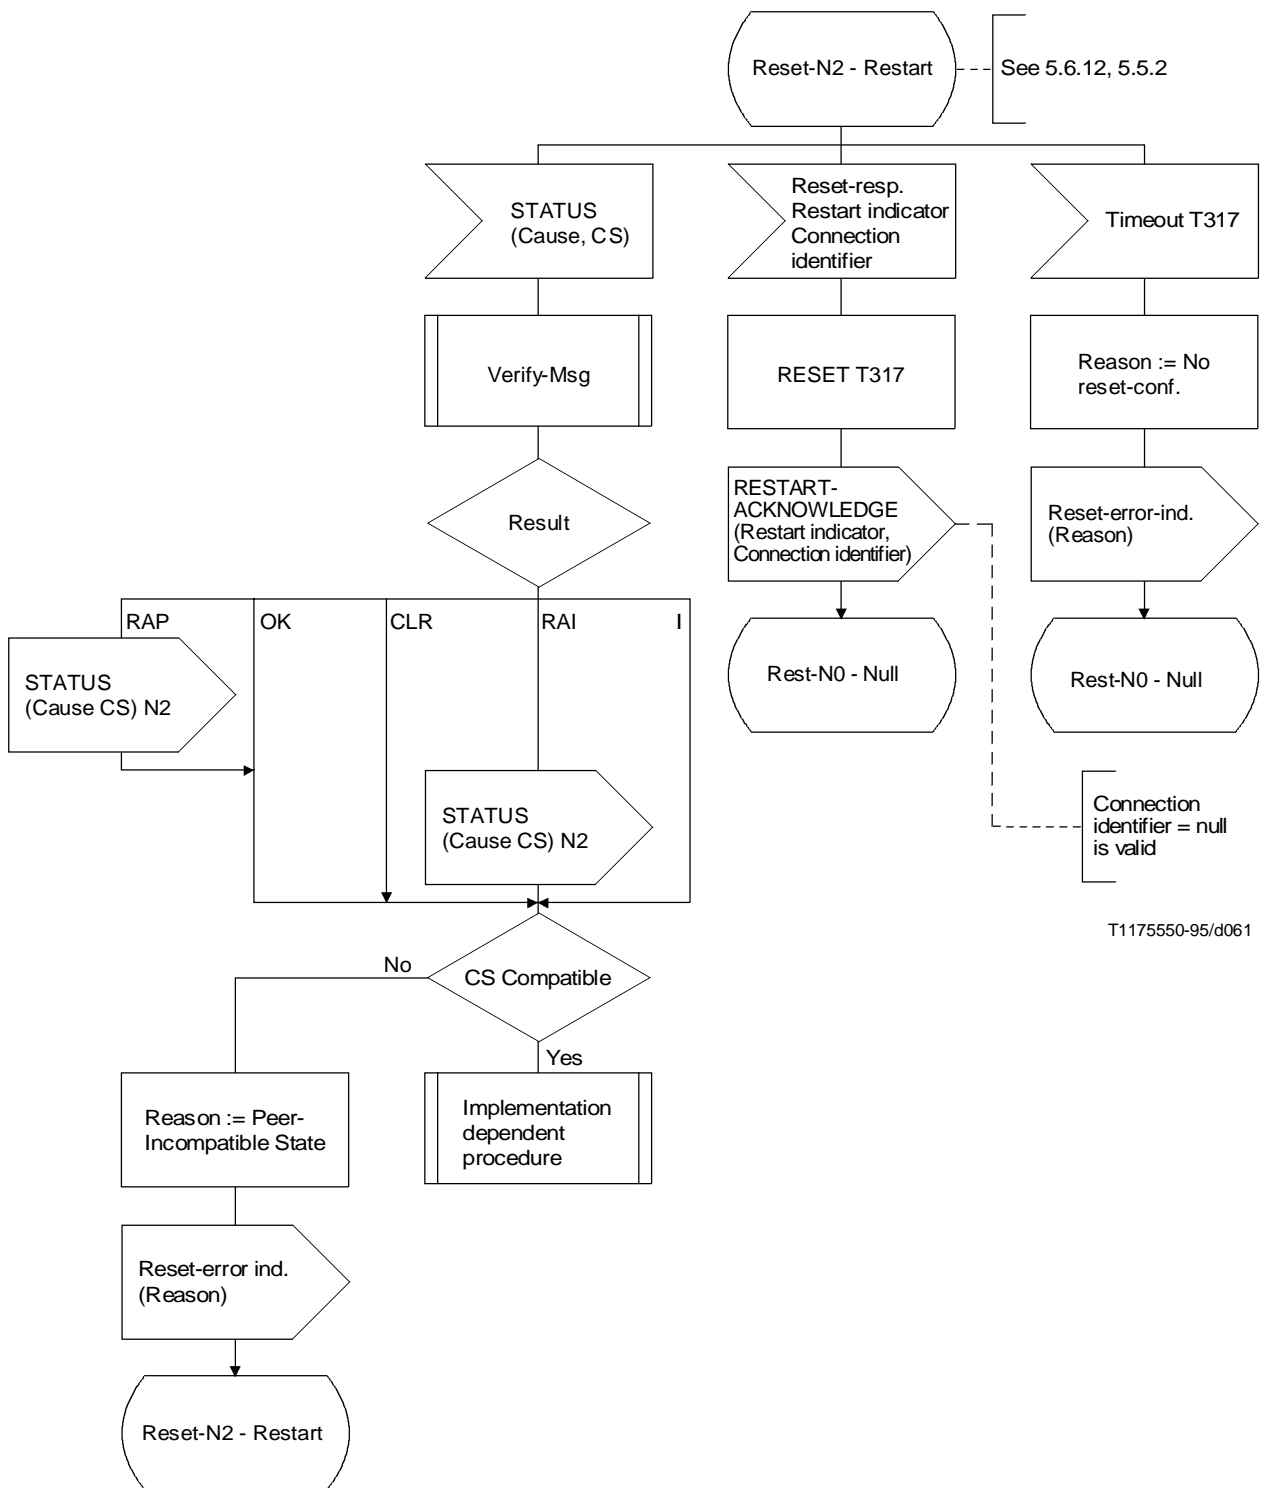 Reset-N2 - Restart
See 5.6.12, 5.5.2
STATUS
(Cause, CS)
Reset-resp.
Restart indicator
Connection
identifier
Timeout T317
Verify-Msg
RESET T317
Reason := No
reset-conf.
Result
RESTART-
ACKNOWLEDGE
(Restart indicator,
Connection identifier)
Reset-error-ind.
(Reason)
RAP
OK
CLR
RAI
I
STATUS
(Cause CS) N2
Rest-N0 - Null
Rest-N0 - Null
STATUS
(Cause CS) N2
Connection
identifier = null
is valid
T1175550-95/d061
No
CS Compatible
Yes
Reason := Peer-
Incompatible State
Implementation
dependent
procedure
Reset-error ind.
(Reason)
Reset-N2 - Restart